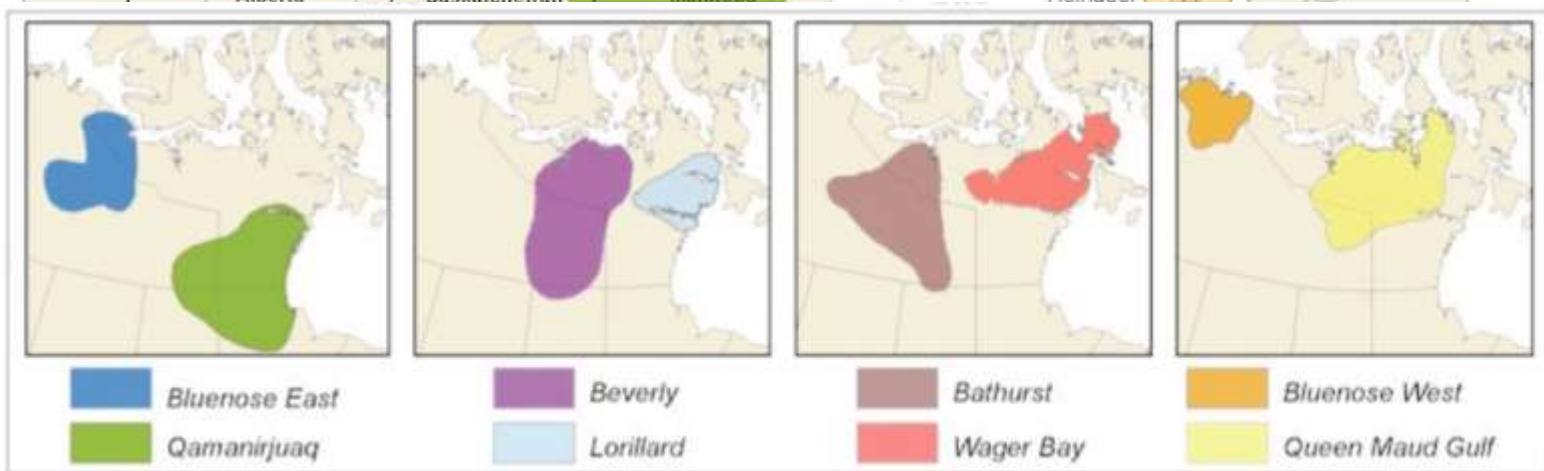 Bluenose East
Beverly
Bathurst
Bluenose West
Qamanirjuaq
Lorillard
Wager Bay
Queen Maud Gulf